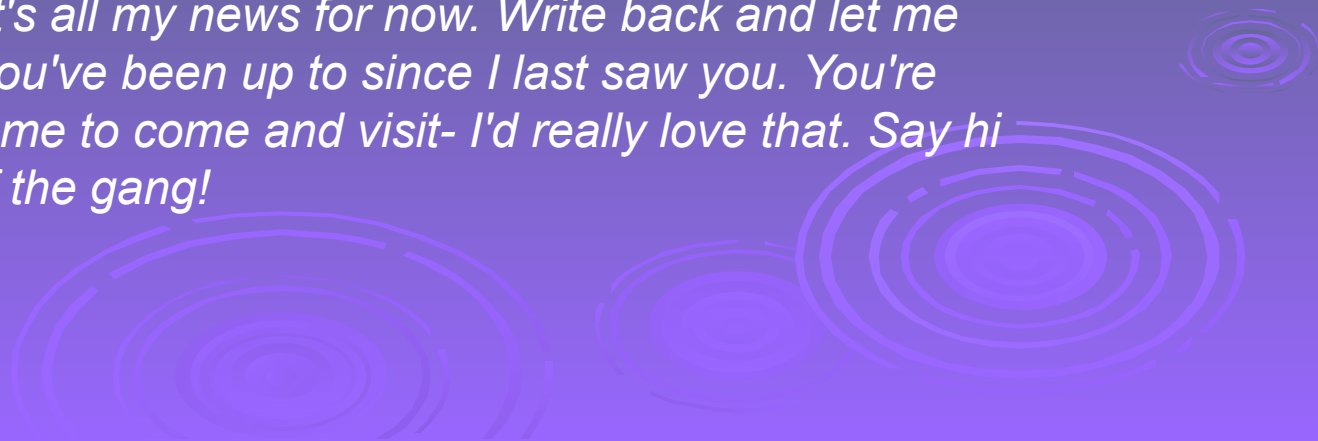 t's all my news for now. Write back and let me
ou've been up to since I last saw you. You're
me to come and visit- I'd really love that. Say hi
the gang!